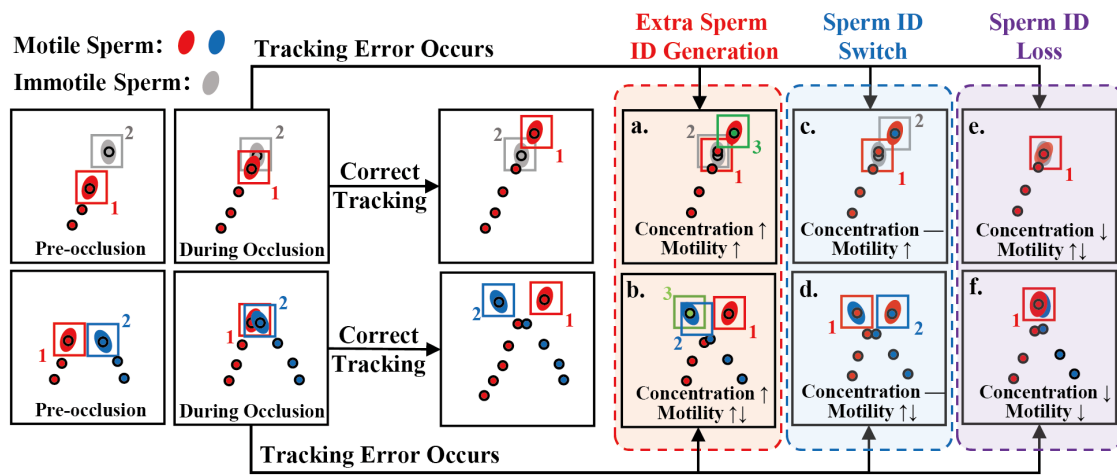 Motile Sperm:
Immotile Sperm:
Tracking Error Occurs
Extra Sperm
ID Generation
Sperm ID
Switch
Sperm ID
Loss
2
1
Pre-occlusion
2
1
During Occlusion
Correct
Tracking
2
1
a.
2
3
1
Concentration ↑
Motility ↑
c.
2
1
Concentration —
Motility ↑
e.
1
Concentration ↓
Motility ↑↓
2
1
Pre-occlusion
2
1
During Occlusion
Correct
Tracking
2
1
b.
3
2
1
Concentration ↑
Motility ↑↓
d.
1
2
Concentration —
Motility ↑↓
f.
1
Concentration ↓
Motility ↓
Tracking Error Occurs